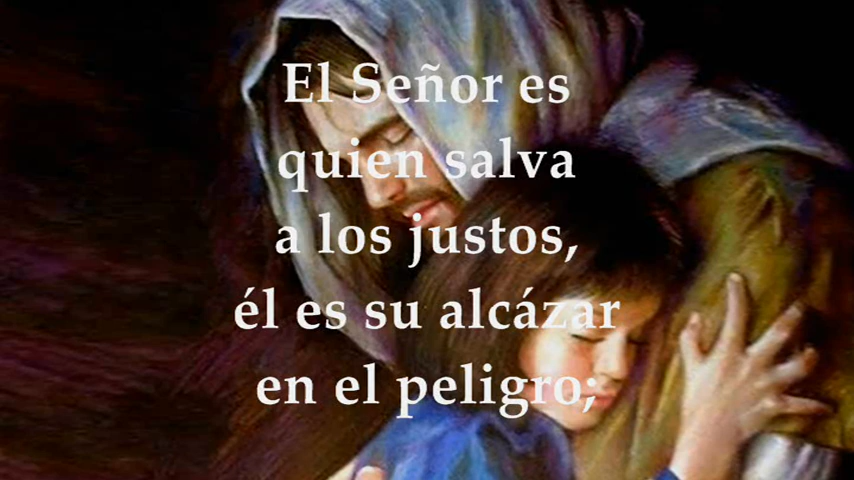 El Señor es
quien salva
a los justos,
él es su alcázar
en el peligro;